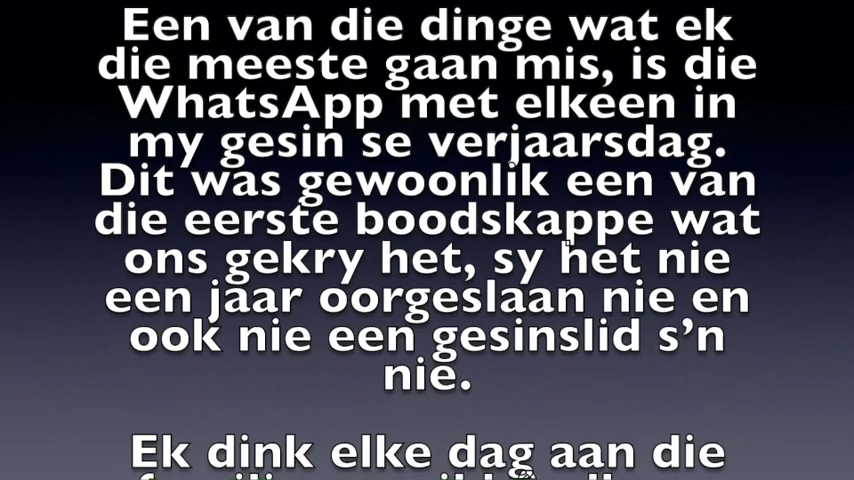 Een van die dinge wat ek
die meeste gaan mis, is die
WhatsApp met elkeen in
my gesin se verjaarsdag.
Dit was gewoonlik een van
die eerste boodskappe wat
ons gekry het, sy het nie
een jaar oorgeslaan nie en
ook nie een gesinslid s’n
nie.
Ek dink elke dag aan die